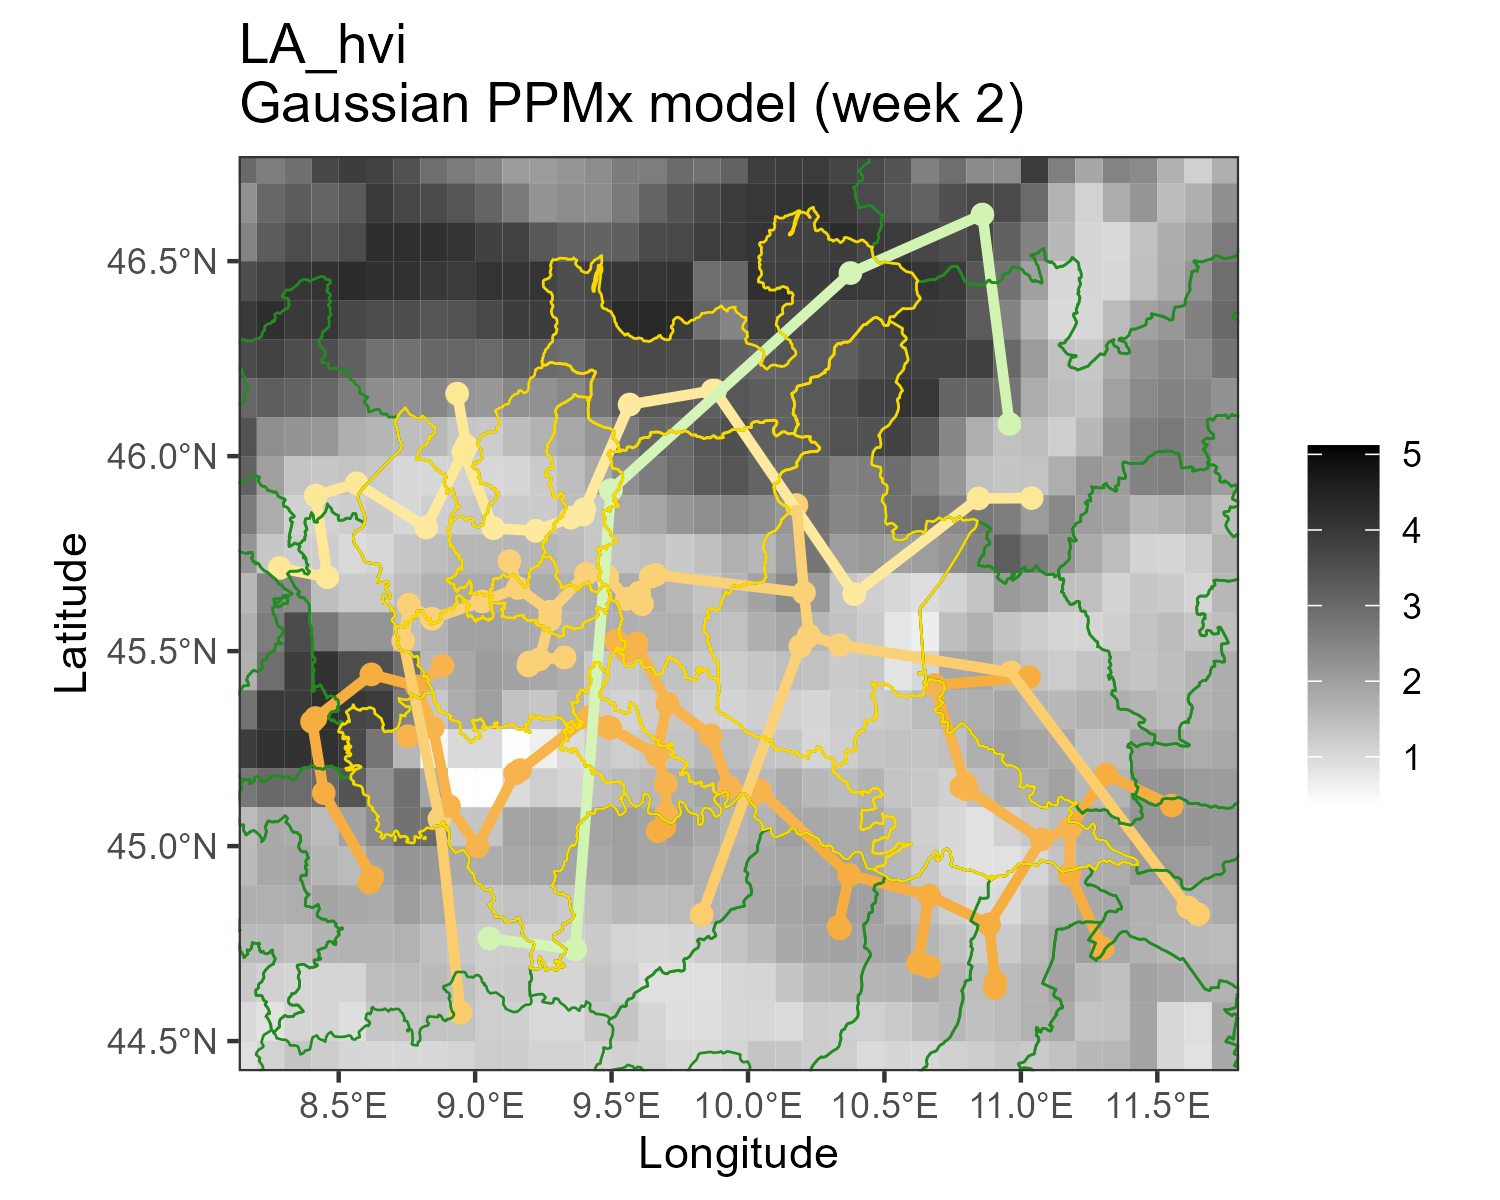 LA_hvi
Gaussian PPMx model (week 2)
46.5°N
46.0°N
45.5°N
45.0°N
44.5°N
Latitude
8.5°E 9.0°E 9.5°E 10.0°E 10.5°E 11.0°E 11.5°E
Longitude
5
4
3
2
1